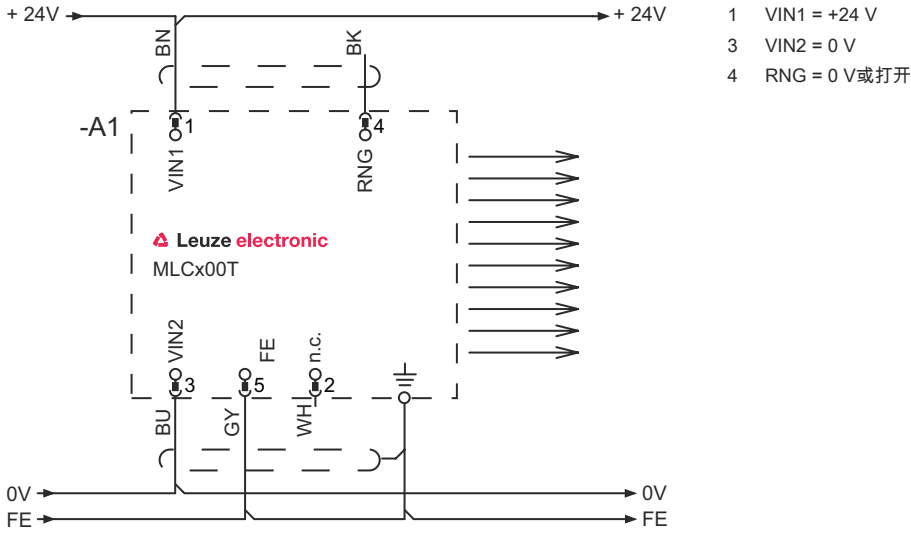 + 24V
+ 24V
1 VIN1 = +24 V
3 VIN2 = 0 V
4 RNG = 0 V或打开
BN
BK
-A1
1
4
VIN1
RNG
Leuze electronic
MLCx00T
VIN2
FE
n.c.
3
5
2
BU
GY
WH
0V
0V
FE
FE